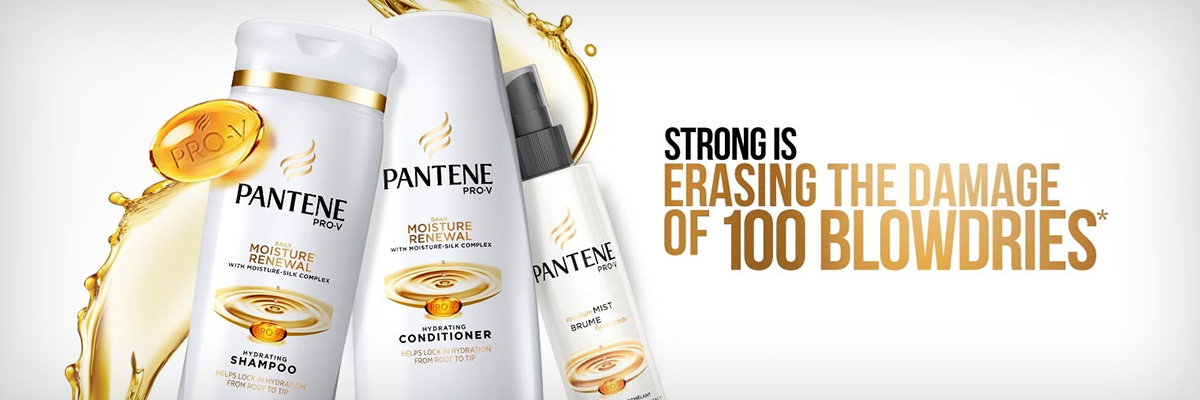 PRO-V
PANTENE
PRO-V
DAILY
MOISTURE
RENEWAL
WITH MOISTURE-SILK COMPLEX
PRO-V
HYDRATING
SHAMPOO
HELPS LOCK IN HYDRATION
FROM ROOT TO TIP
PANTENE
PRO-V
DAILY
MOISTURE
RENEWAL
WITH MOISTURE-SILK COMPLEX
PRO-V
HYDRATING
CONDITIONER
HELPS LOCK IN HYDRATION
FROM ROOT TO TIP
PANTENE
PRO-V
MIST
BRUME
PRO-V
STRONG IS
ERASING THE DAMAGE
OF 100 BLOWDRIES*